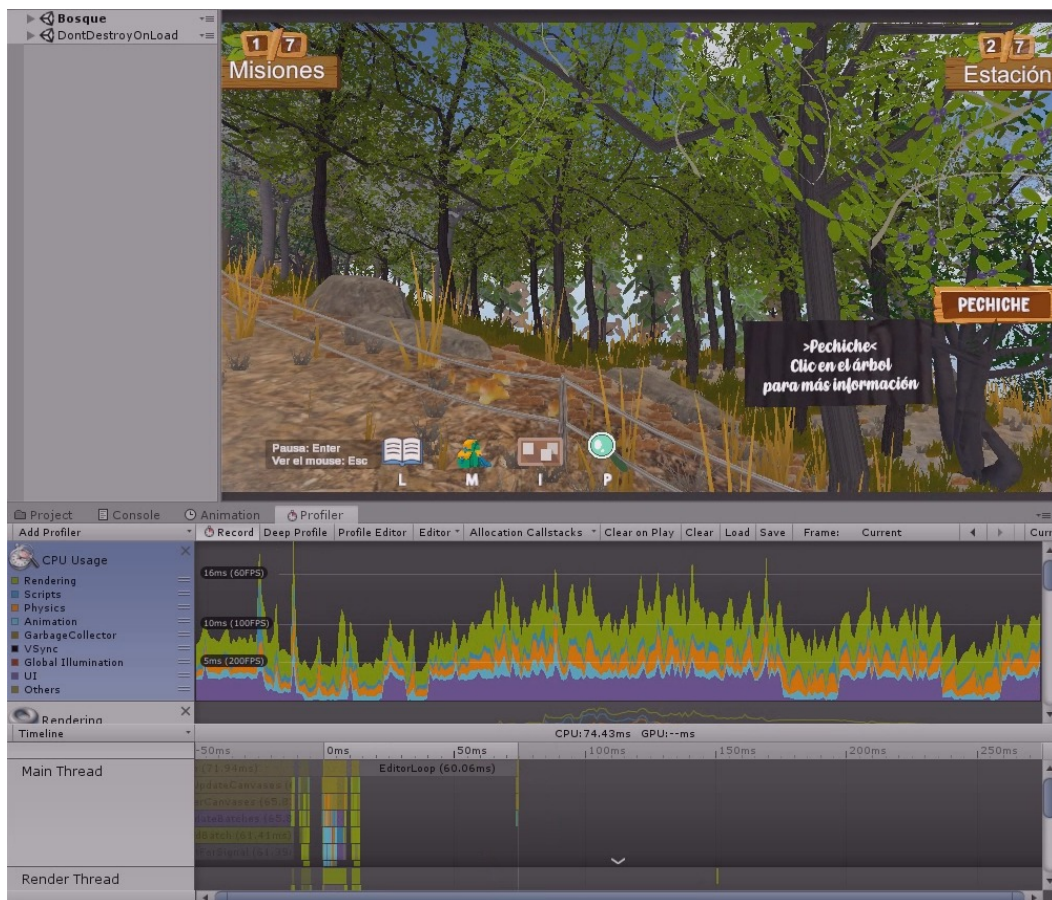 Bosque
DontDestroyOnLoad
1 7
Misiones
2 7
Estación
PECHICHE
>Pechiche<
Clic en el árbol
para más información
Pausa: Enter
Ver el mouse: Esc
L M I P
Project Console Animation Profiler
Add Profiler Record Deep Profile Profile Editor Editor Allocation Callstacks Clear on Play Clear Load Save Frame: Current
CPU Usage
Rendering
Scripts
Physics
Animation
GarbageCollector
VSync
Global Illumination
UI
Others
16ms (60FPS)
10ms (100FPS)
5ms (200FPS)
Rendering
Timeline CPU:74.43ms GPU:--ms
-50ms 0ms 50ms 100ms 150ms 200ms 250ms
Main Thread
EditorLoop (60.06ms)
Render Thread